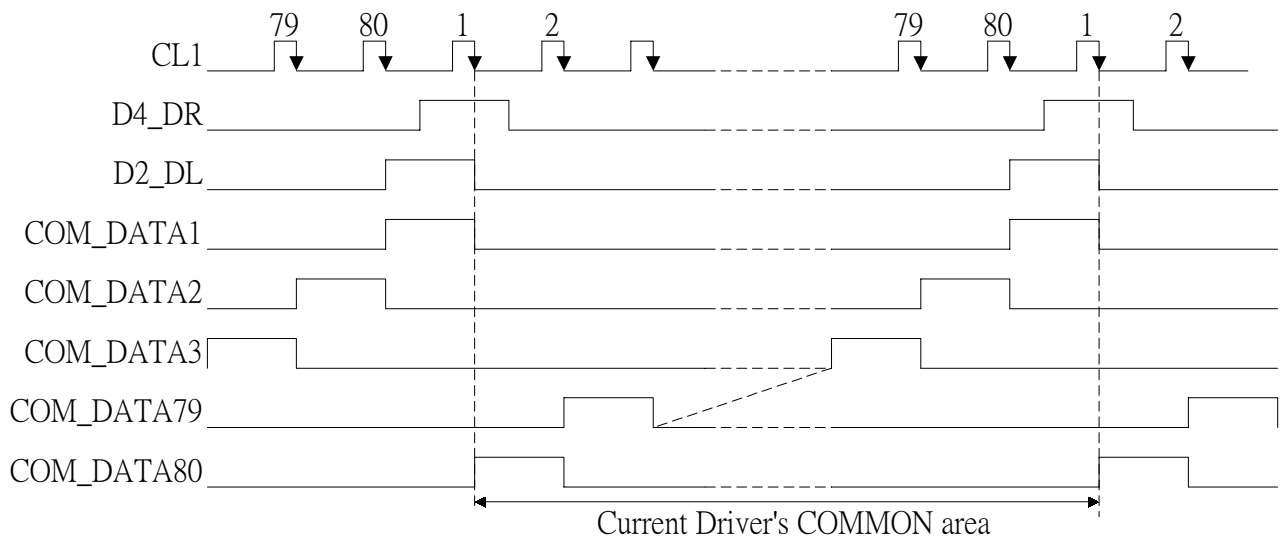 79 80 1 2 79 80 1 2
CL1
D4_DR
D2_DL
COM_DATA1
COM_DATA2
COM_DATA3
COM_DATA79
COM_DATA80
Current Driver's COMMON area